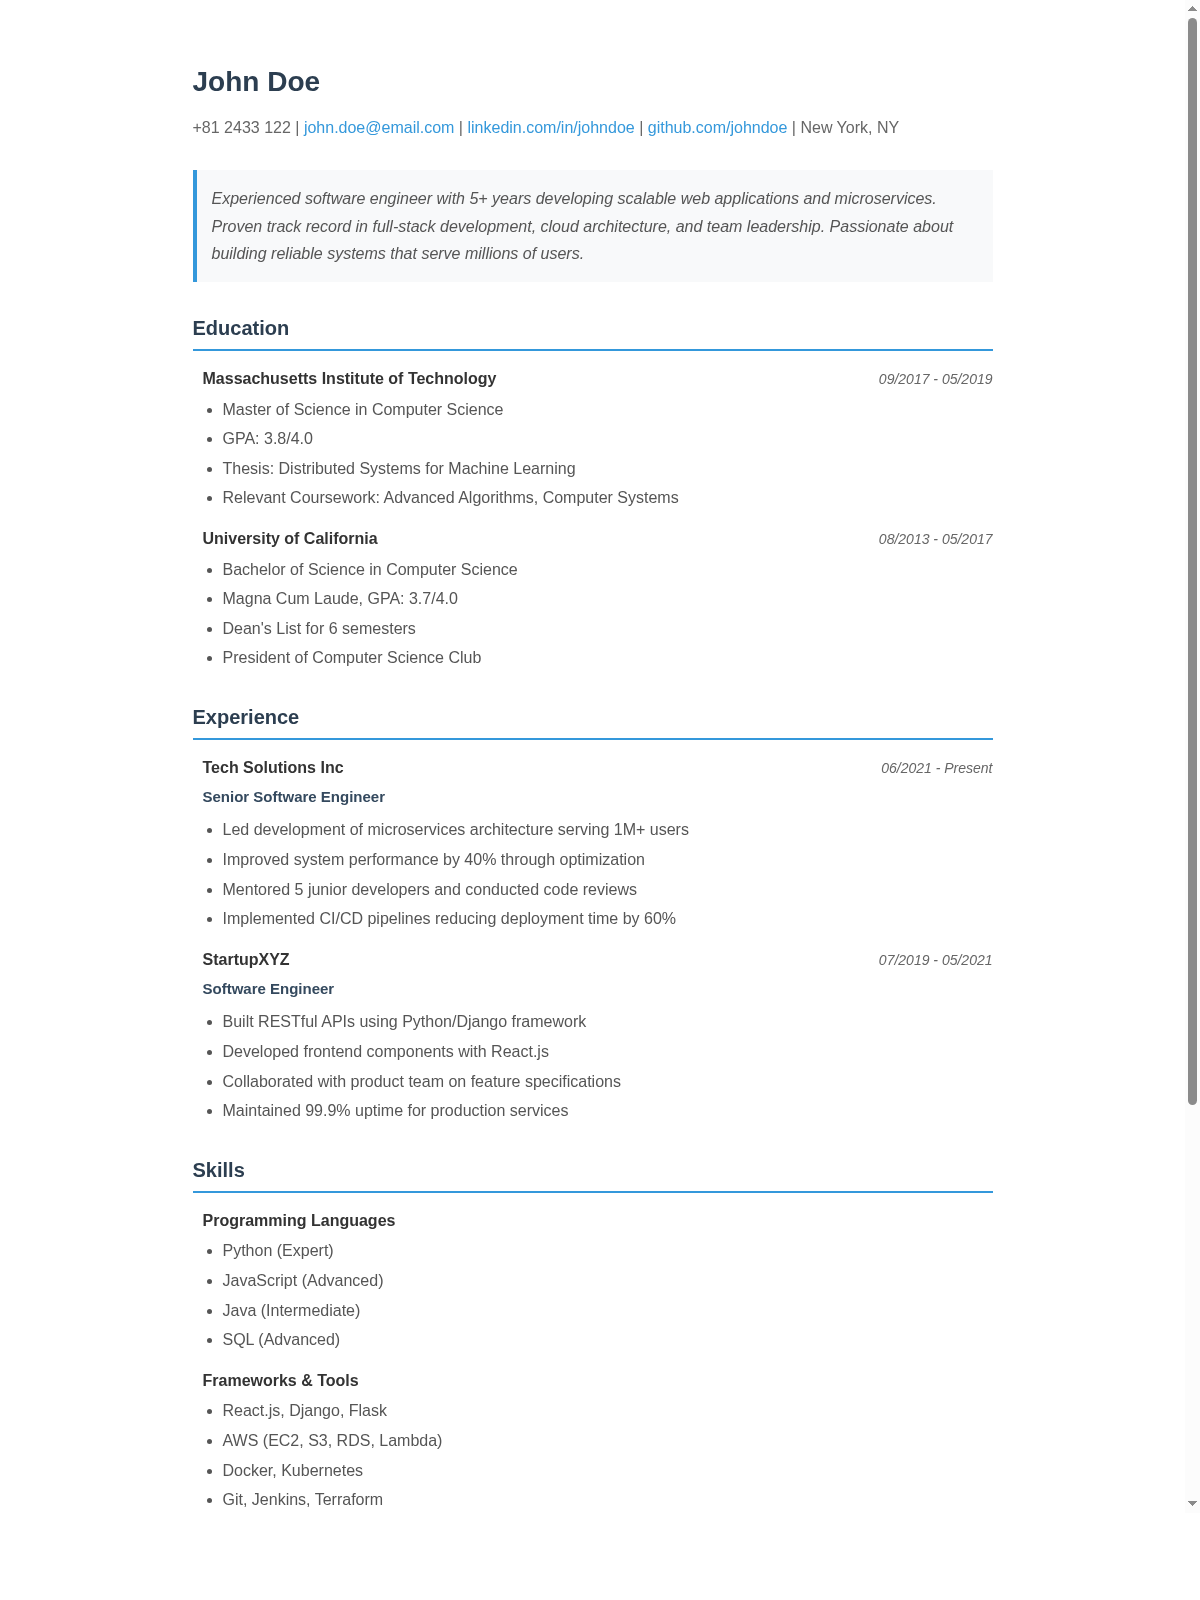 John Doe
+81 2433 122 | john.doe@email.com | linkedin.com/in/johndoe | github.com/johndoe | New York, NY
Experienced software engineer with 5+ years developing scalable web applications and microservices.
Proven track record in full-stack development, cloud architecture, and team leadership. Passionate about
building reliable systems that serve millions of users.
Education
Massachusetts Institute of Technology 09/2017 - 05/2019
• Master of Science in Computer Science
• GPA: 3.8/4.0
• Thesis: Distributed Systems for Machine Learning
• Relevant Coursework: Advanced Algorithms, Computer Systems
University of California 08/2013 - 05/2017
• Bachelor of Science in Computer Science
• Magna Cum Laude, GPA: 3.7/4.0
• Dean's List for 6 semesters
• President of Computer Science Club
Experience
Tech Solutions Inc 06/2021 - Present
Senior Software Engineer
• Led development of microservices architecture serving 1M+ users
• Improved system performance by 40% through optimization
• Mentored 5 junior developers and conducted code reviews
• Implemented CI/CD pipelines reducing deployment time by 60%
StartupXYZ 07/2019 - 05/2021
Software Engineer
• Built RESTful APIs using Python/Django framework
• Developed frontend components with React.js
• Collaborated with product team on feature specifications
• Maintained 99.9% uptime for production services
Skills
Programming Languages
• Python (Expert)
• JavaScript (Advanced)
• Java (Intermediate)
• SQL (Advanced)
Frameworks & Tools
• React.js, Django, Flask
• AWS (EC2, S3, RDS, Lambda)
• Docker, Kubernetes
• Git, Jenkins, Terraform